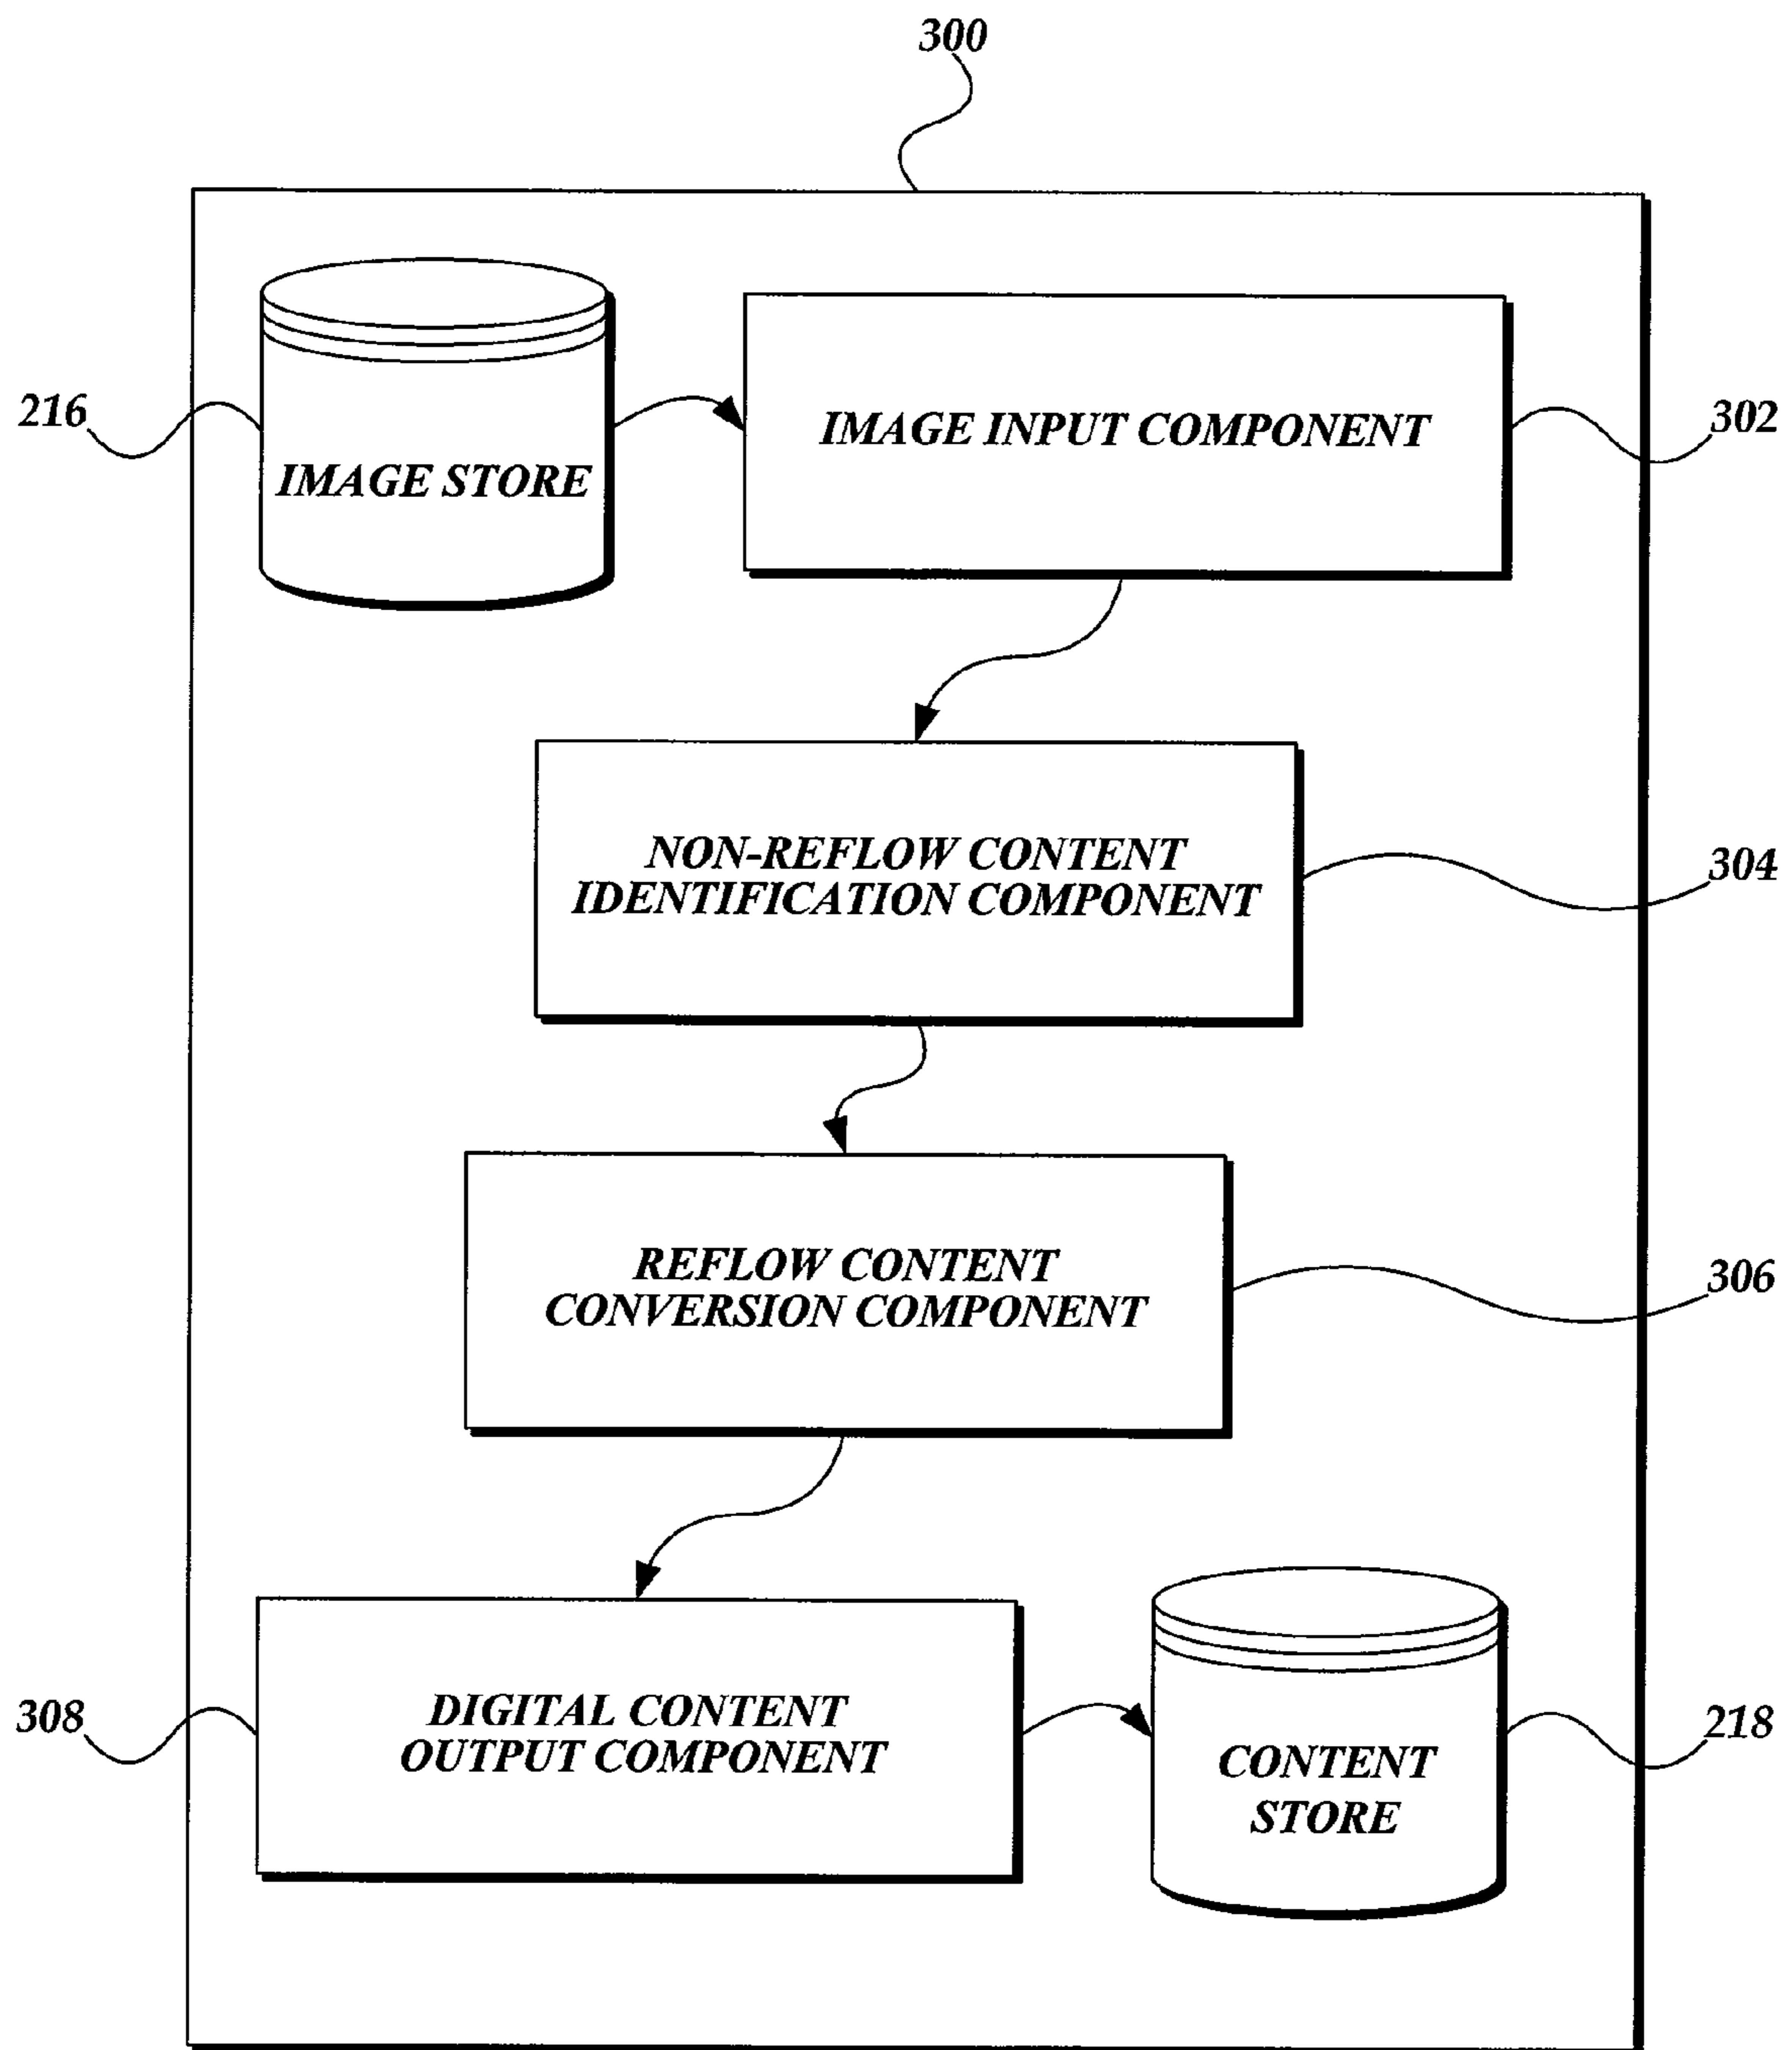 300
216
IMAGE STORE
IMAGE INPUT COMPONENT
302
NON-REFLOW CONTENT
IDENTIFICATION COMPONENT
304
REFLOW CONTENT
CONVERSION COMPONENT
306
308
DIGITAL CONTENT
OUTPUT COMPONENT
CONTENT
STORE
218